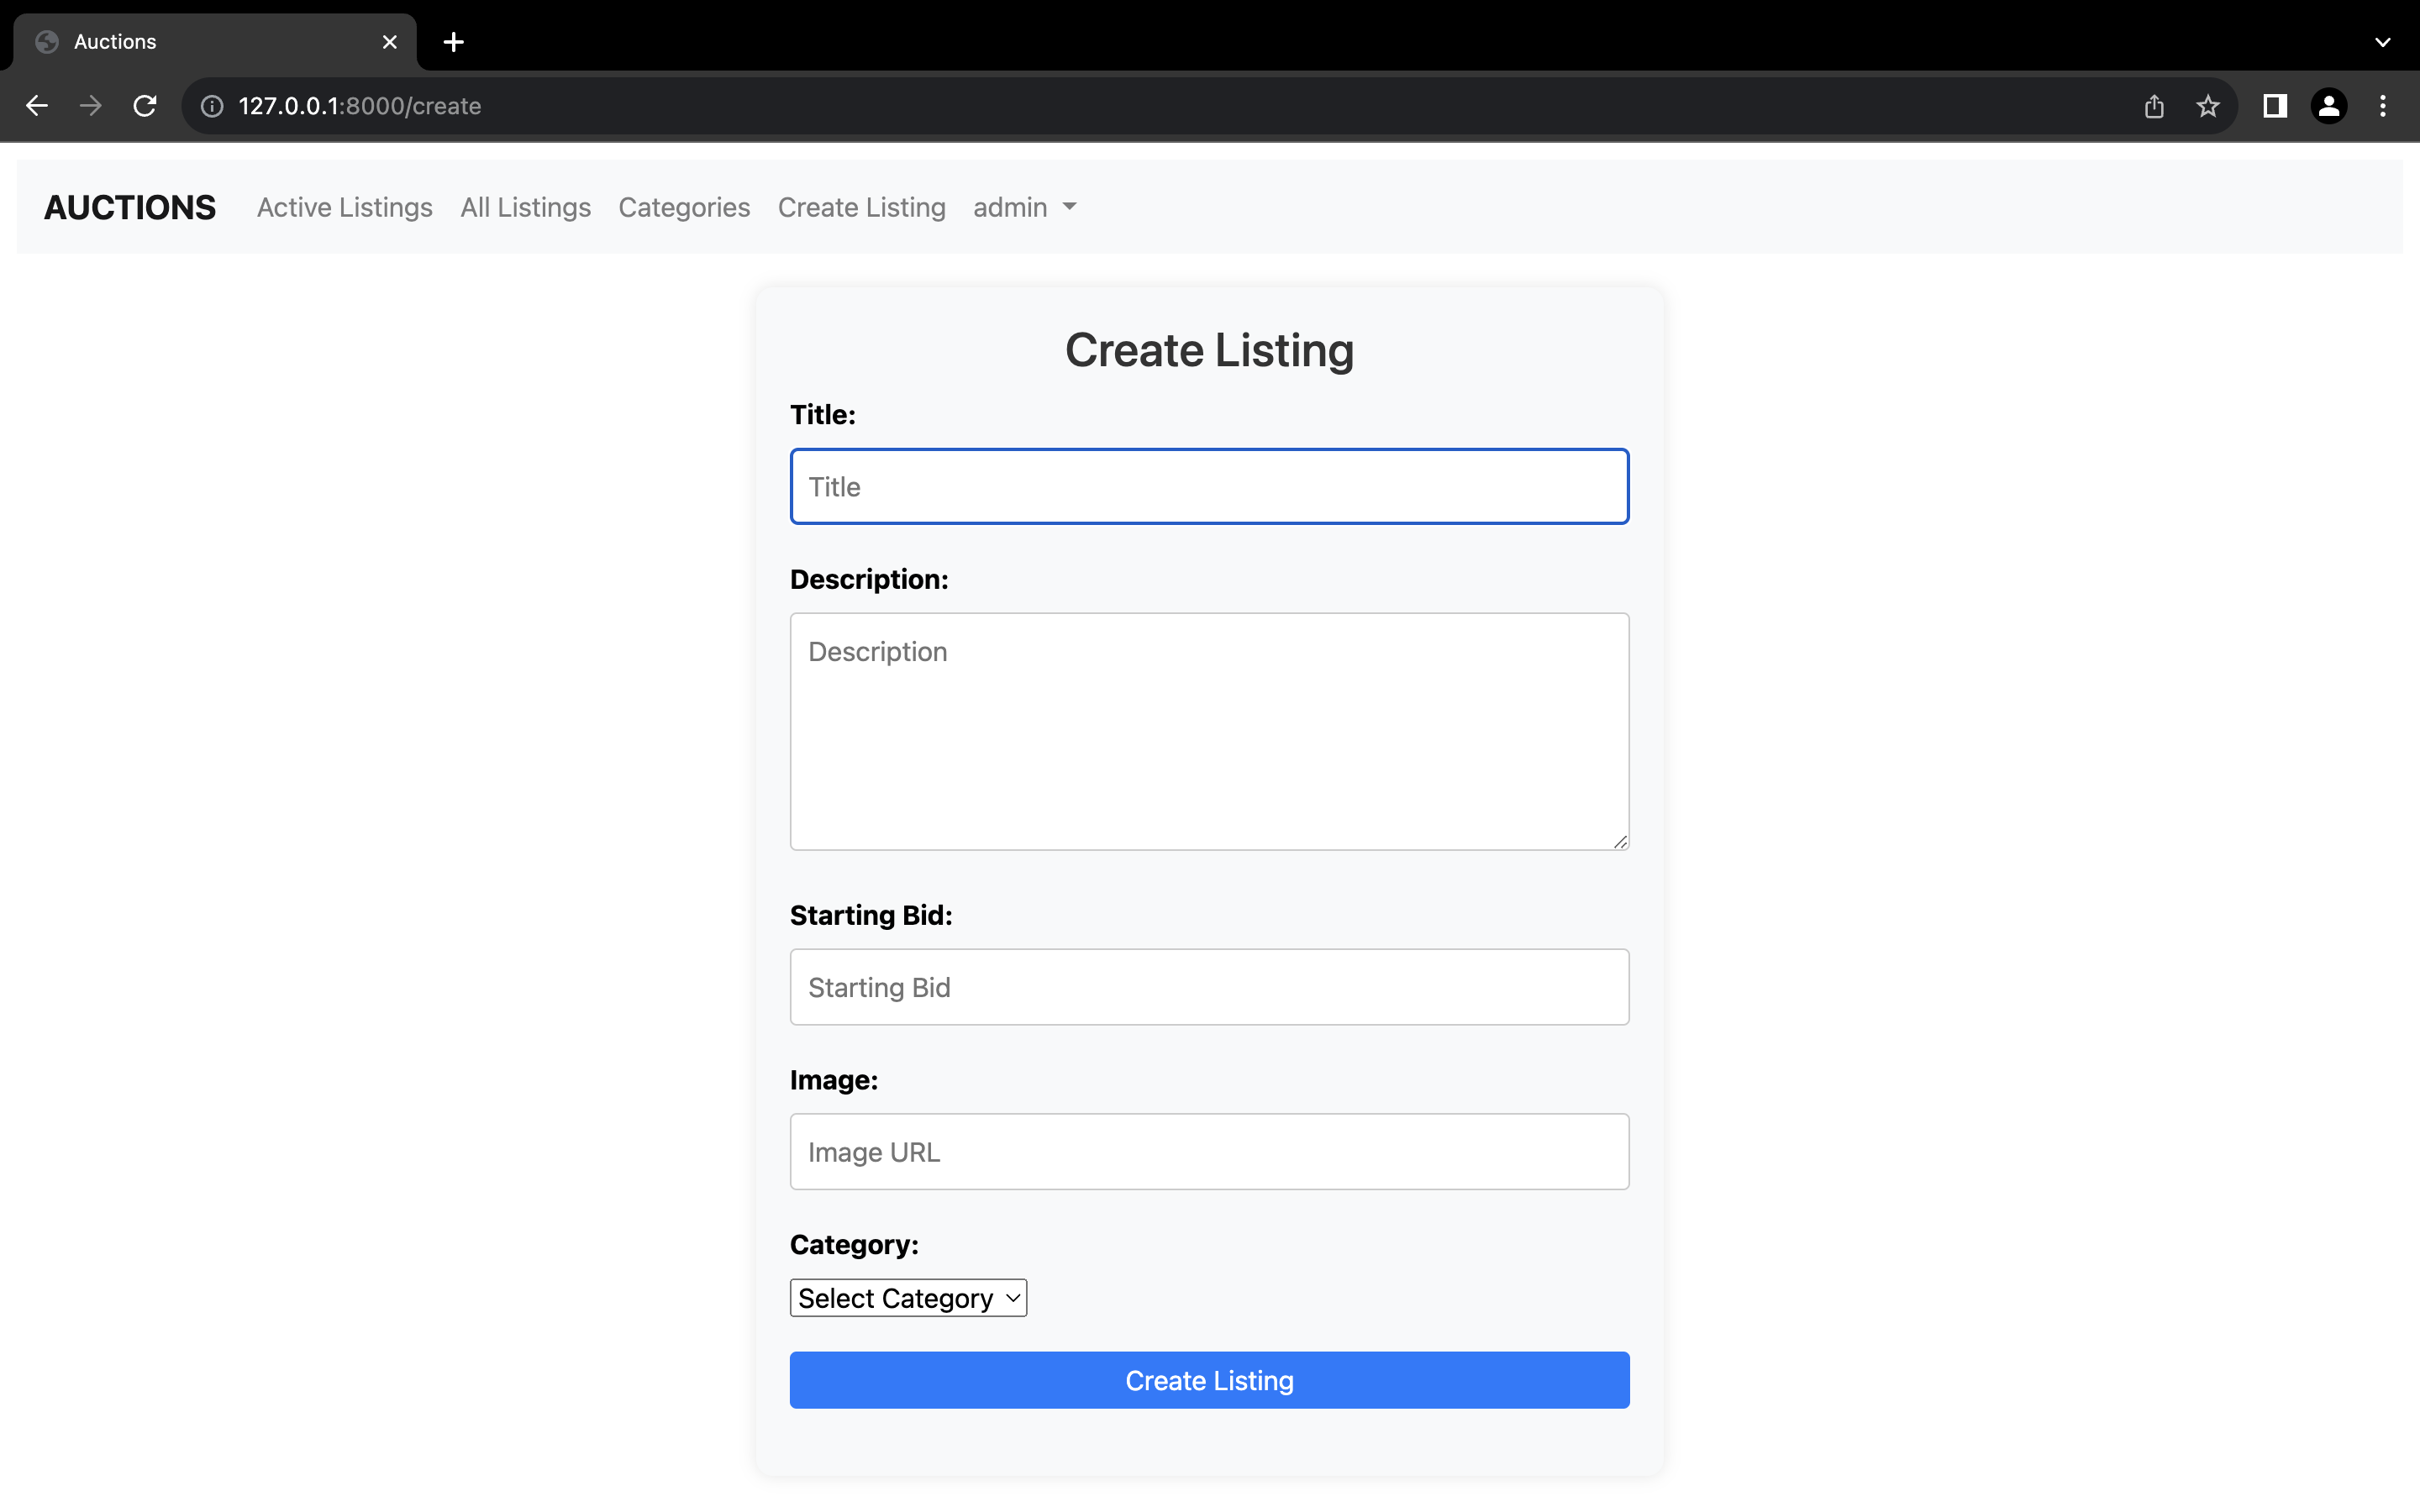 Auctions
127.0.0.1:8000/create
AUCTIONS Active Listings All Listings Categories Create Listing admin
Create Listing
Title:
Title
Description:
Description
Starting Bid:
Starting Bid
Image:
Image URL
Category:
Select Category
Create Listing